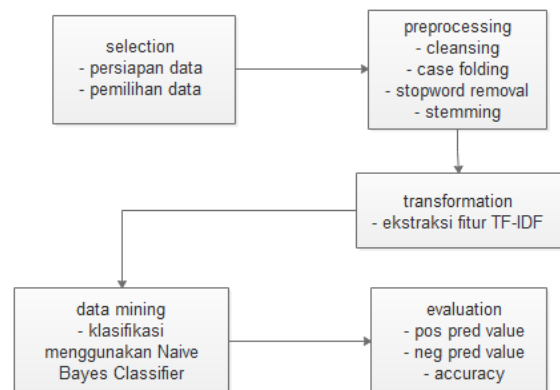 selection
- persiapan data
- pemilihan data
preprocessing
- cleansing
- case folding
- stopword removal
- stemming
transformation
- ekstraksi fitur TF-IDF
data mining
- klasifikasi
menggunakan Naive
Bayes Classifier
evaluation
- pos pred value
- neg pred value
- accuracy